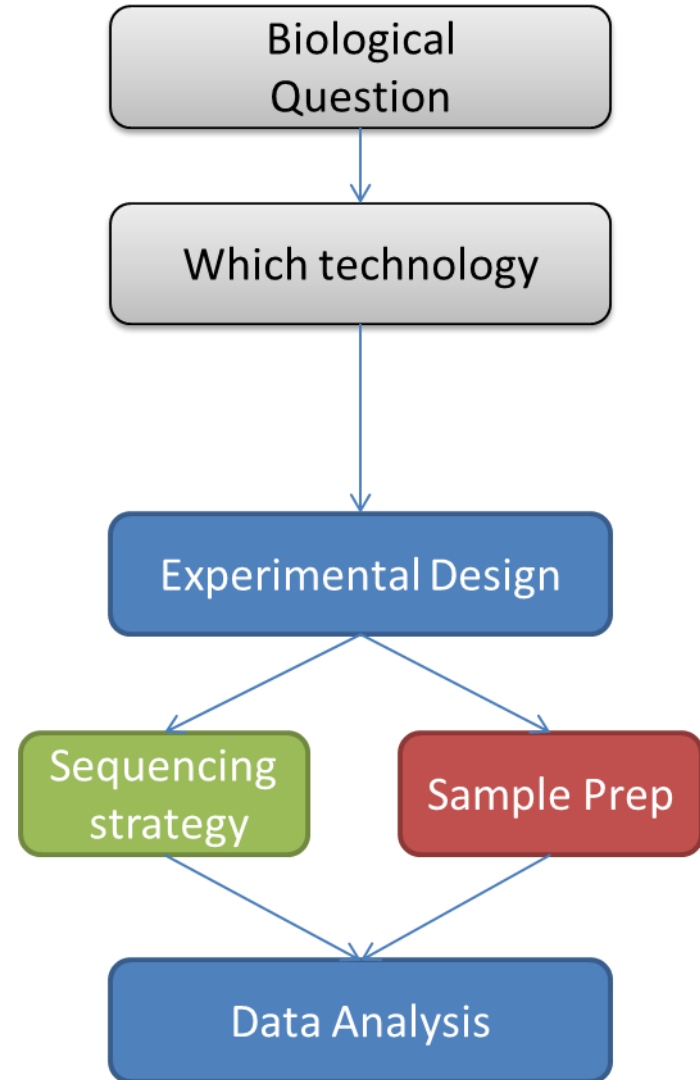 Biological
Question
Which technology
Experimental Design
Sequencing
strategy
Sample Prep
Data Analysis